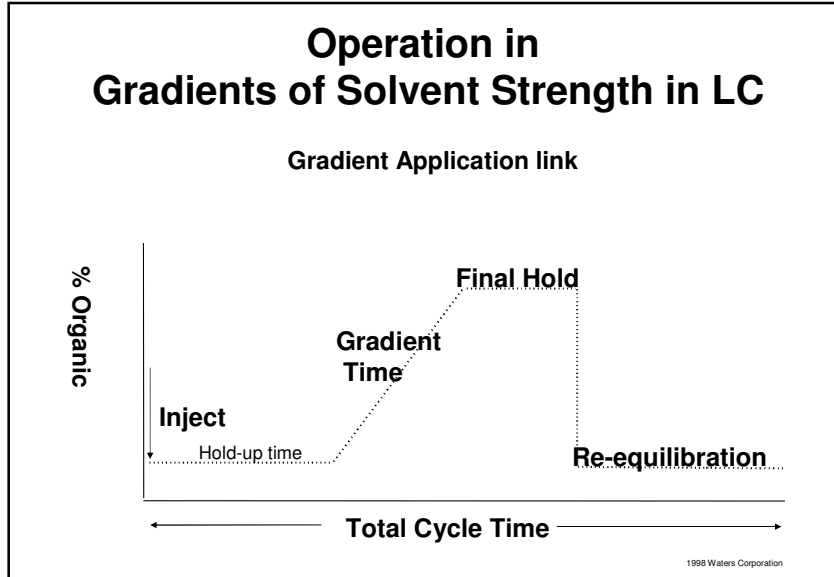 Operation in
Gradients of Solvent Strength in LC
Gradient Application link
% Organic
Final Hold
Gradient
Time
Inject
Hold-up time
Re-equilibration
Total Cycle Time
1998 Waters Corporation